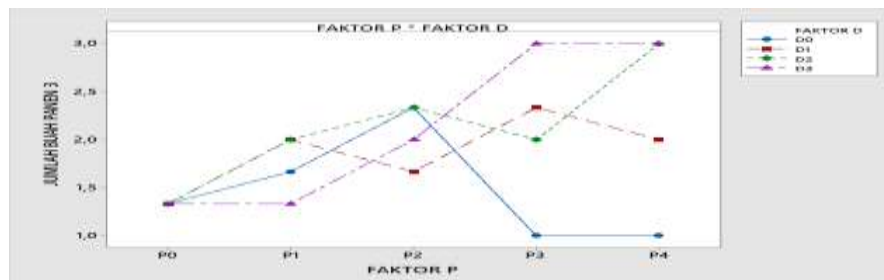 FAKTOR P * FAKTOR D
FAKTOR D
D0
D1
D2
D3
JUMLAH BUAH PANEN 3
3,0
2,5
2,0
1,5
1,0
P0 P1 P2 P3 P4
FAKTOR P